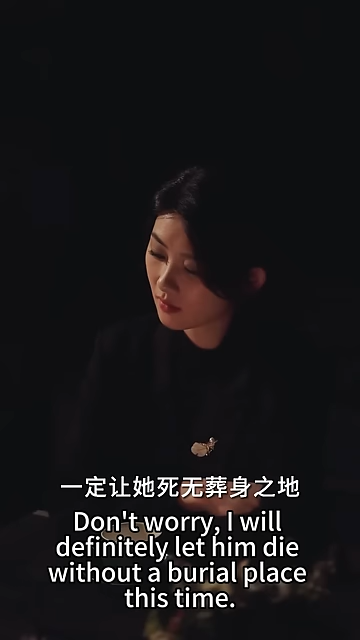 一定让她死无葬身之地
Don't worry, I will
definitely let him die
without a burial place
this time.